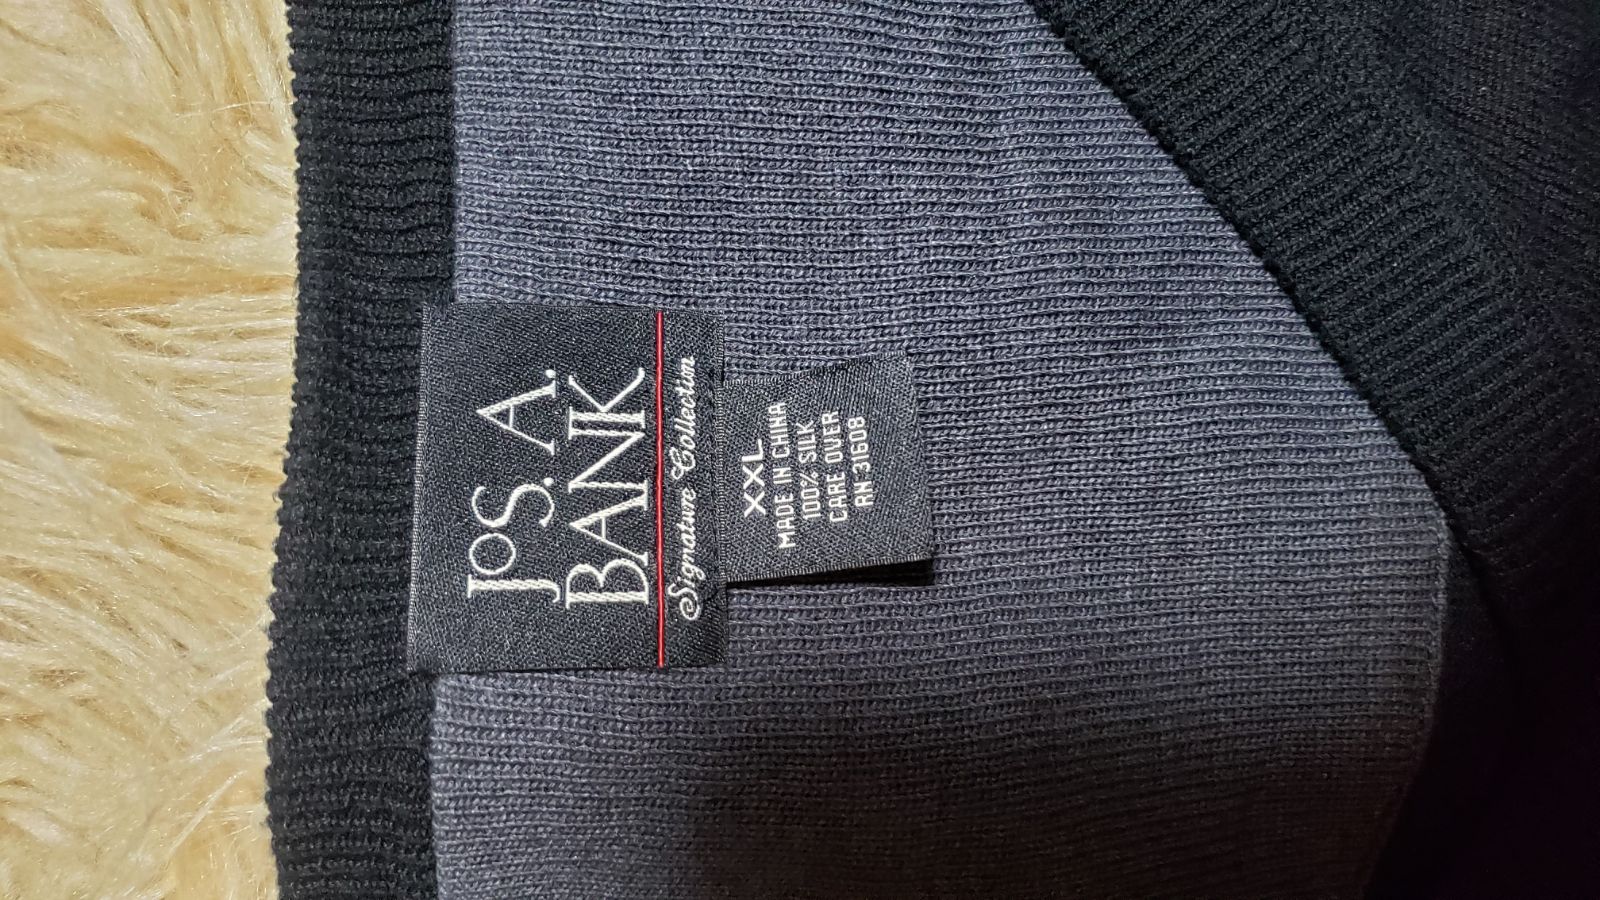 JOS. A.
BANK
Signature Collection
XXL
MADE IN CHINA
100% SILK
CARE OVER
RN 31608